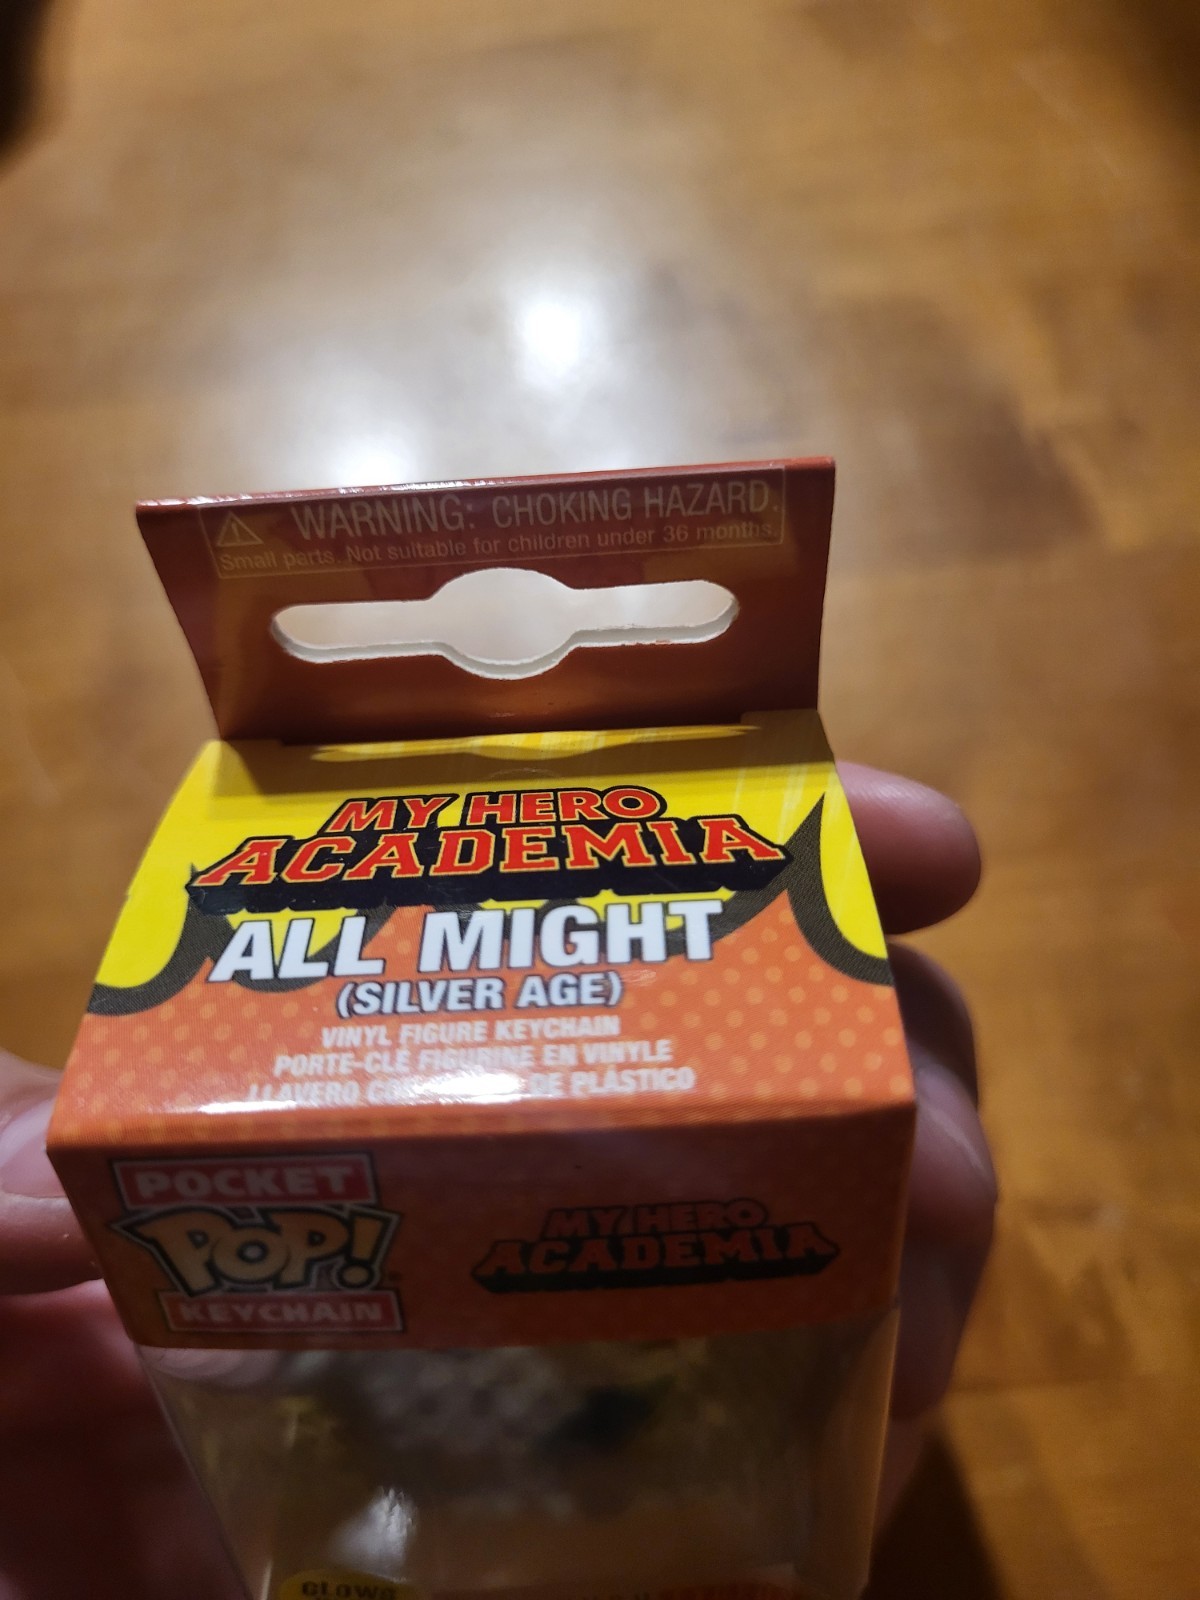 WARNING: CHOKING HAZARD.
Small parts. Not suitable for children under 36 months.
MY HERO
ACADEMIA
ALL MIGHT
(SILVER AGE)
VINYL FIGURE KEYCHAIN
PORTE-CLÉ FIGURINE EN VINYLE
LLAVERO DE PLÁSTICO
POCKET
POP!
KEYCHAIN
MY HERO
ACADEMIA
GLOWS